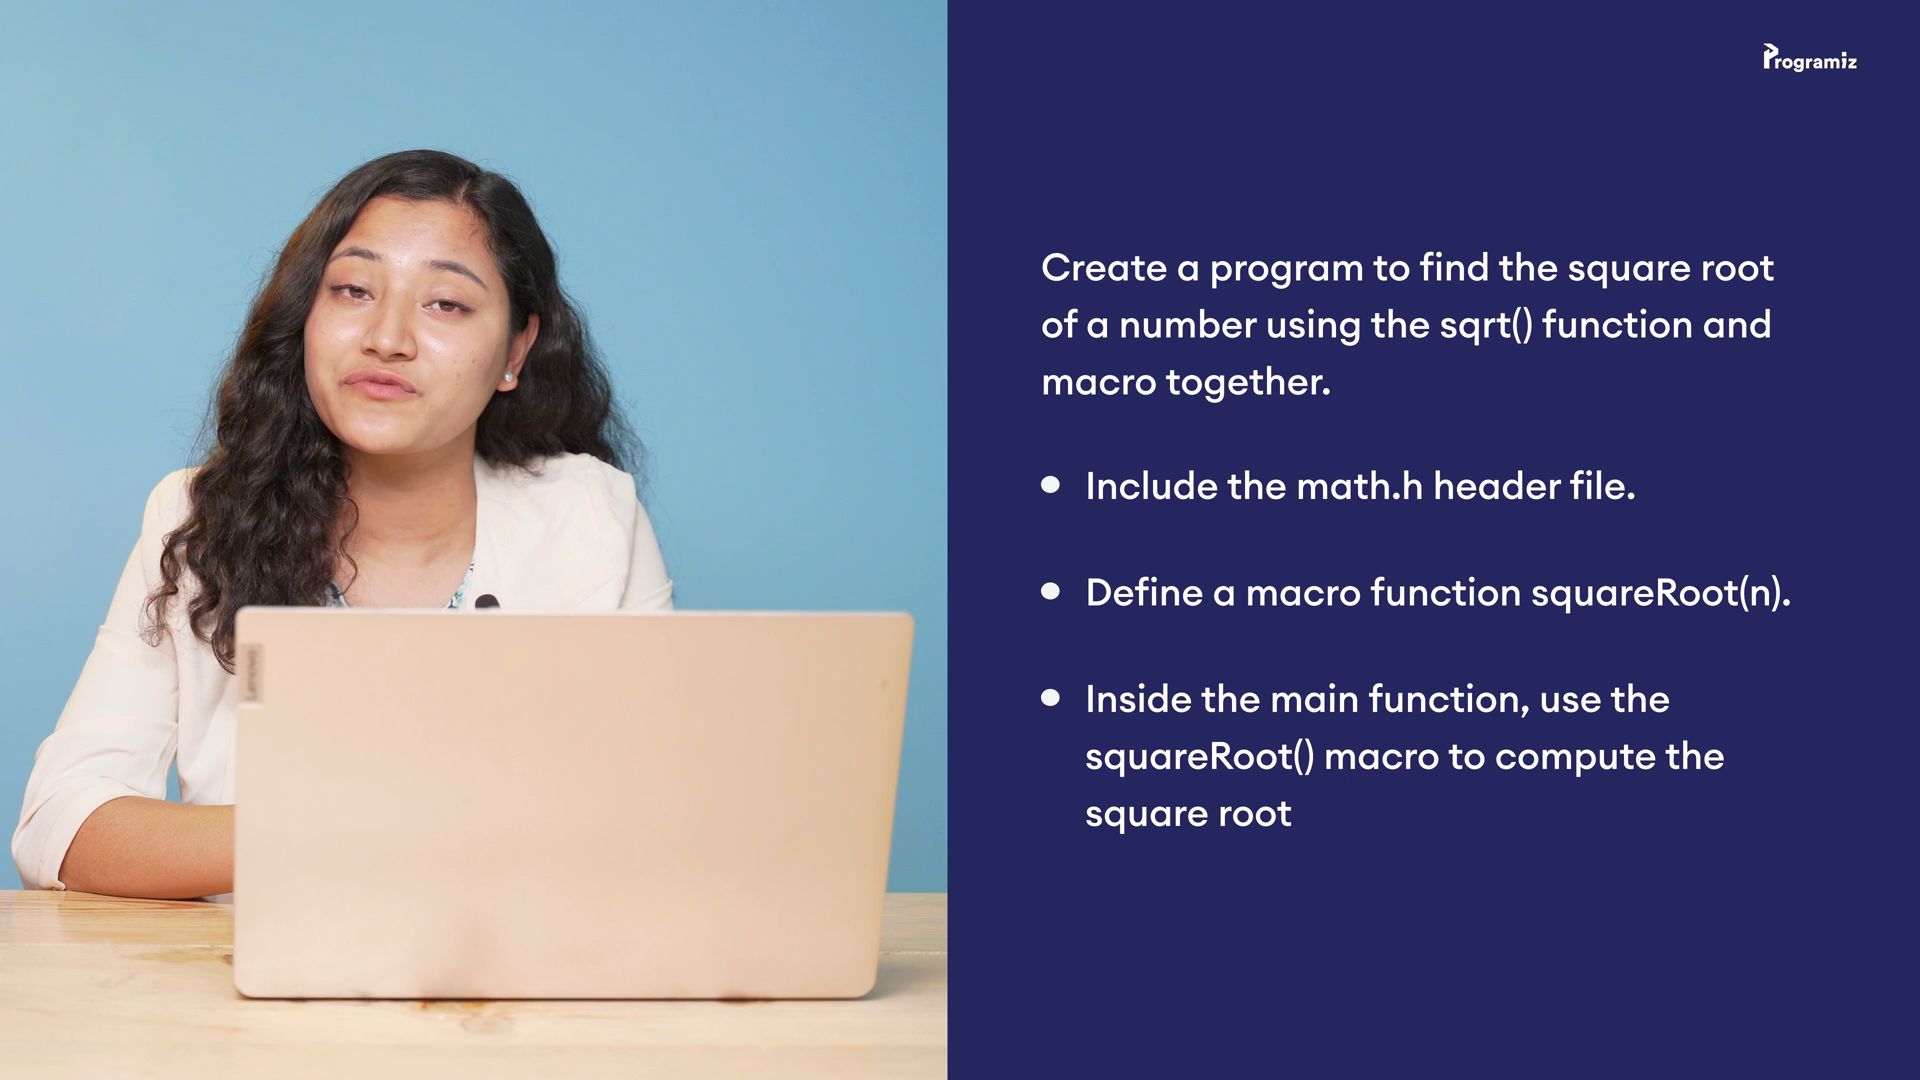 Programiz
Create a program to find the square root
of a number using the sqrt() function and
macro together.
Include the math.h header file.
Define a macro function squareRoot(n).
Inside the main function, use the
squareRoot() macro to compute the
square root
Lenovo